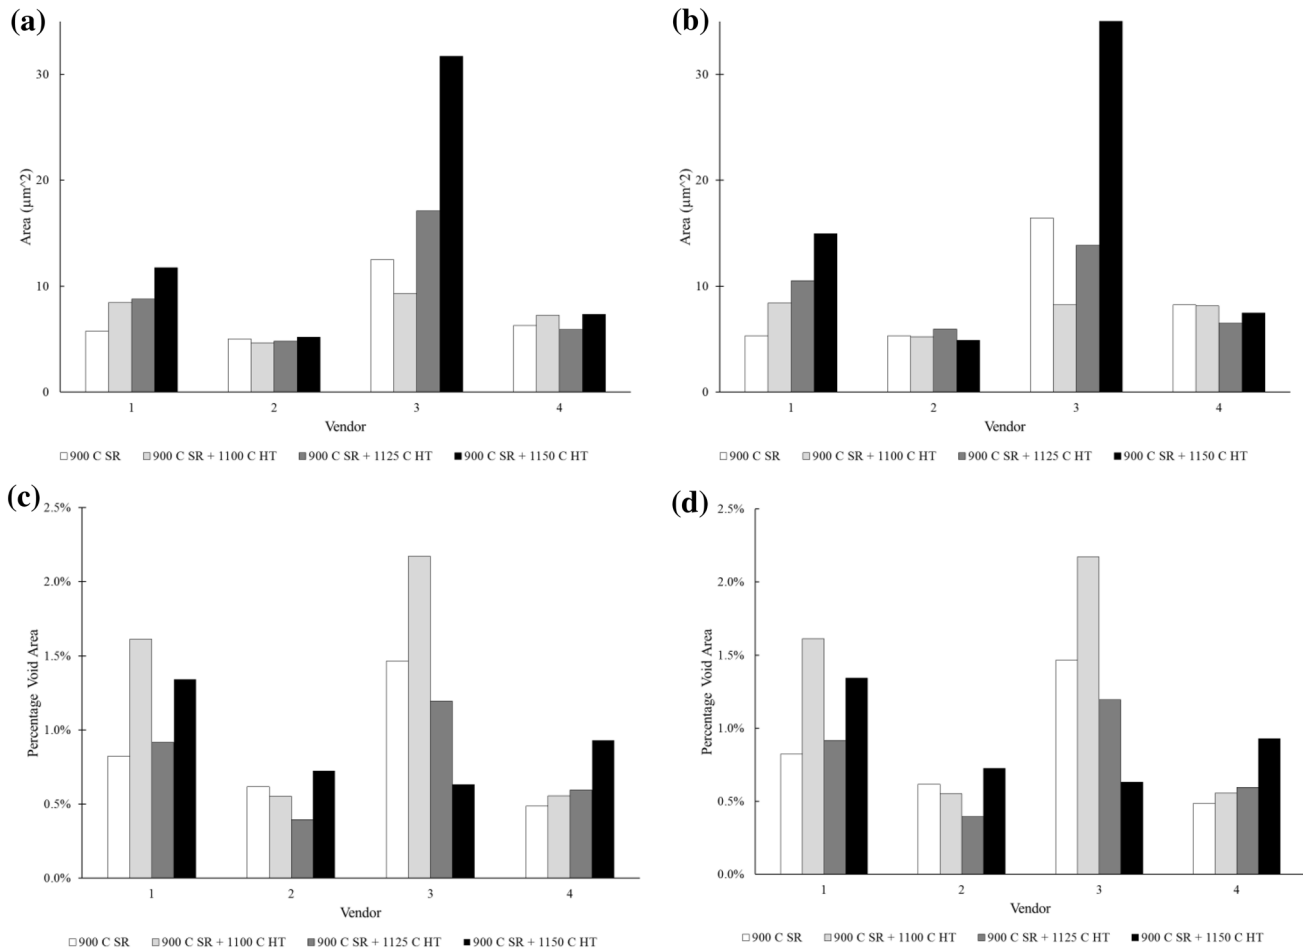 (a)
30
20
10
0
Area (µm^2)
1 2 3 4
Vendor
900 C SR 900 C SR + 1100 C HT 900 C SR + 1125 C HT 900 C SR + 1150 C HT
(b)
30
20
10
0
Area (µm^2)
1 2 3 4
Vendor
900 C SR 900 C SR + 1100 C HT 900 C SR + 1125 C HT 900 C SR + 1150 C HT
(c)
2.5%
2.0%
1.5%
1.0%
0.5%
0.0%
Percentage Void Area
1 2 3 4
Vendor
900 C SR 900 C SR + 1100 C HT 900 C SR + 1125 C HT 900 C SR + 1150 C HT
(d)
2.5%
2.0%
1.5%
1.0%
0.5%
0.0%
Percentage Void Area
1 2 3 4
Vendor
900 C SR 900 C SR + 1100 C HT 900 C SR + 1125 C HT 900 C SR + 1150 C HT